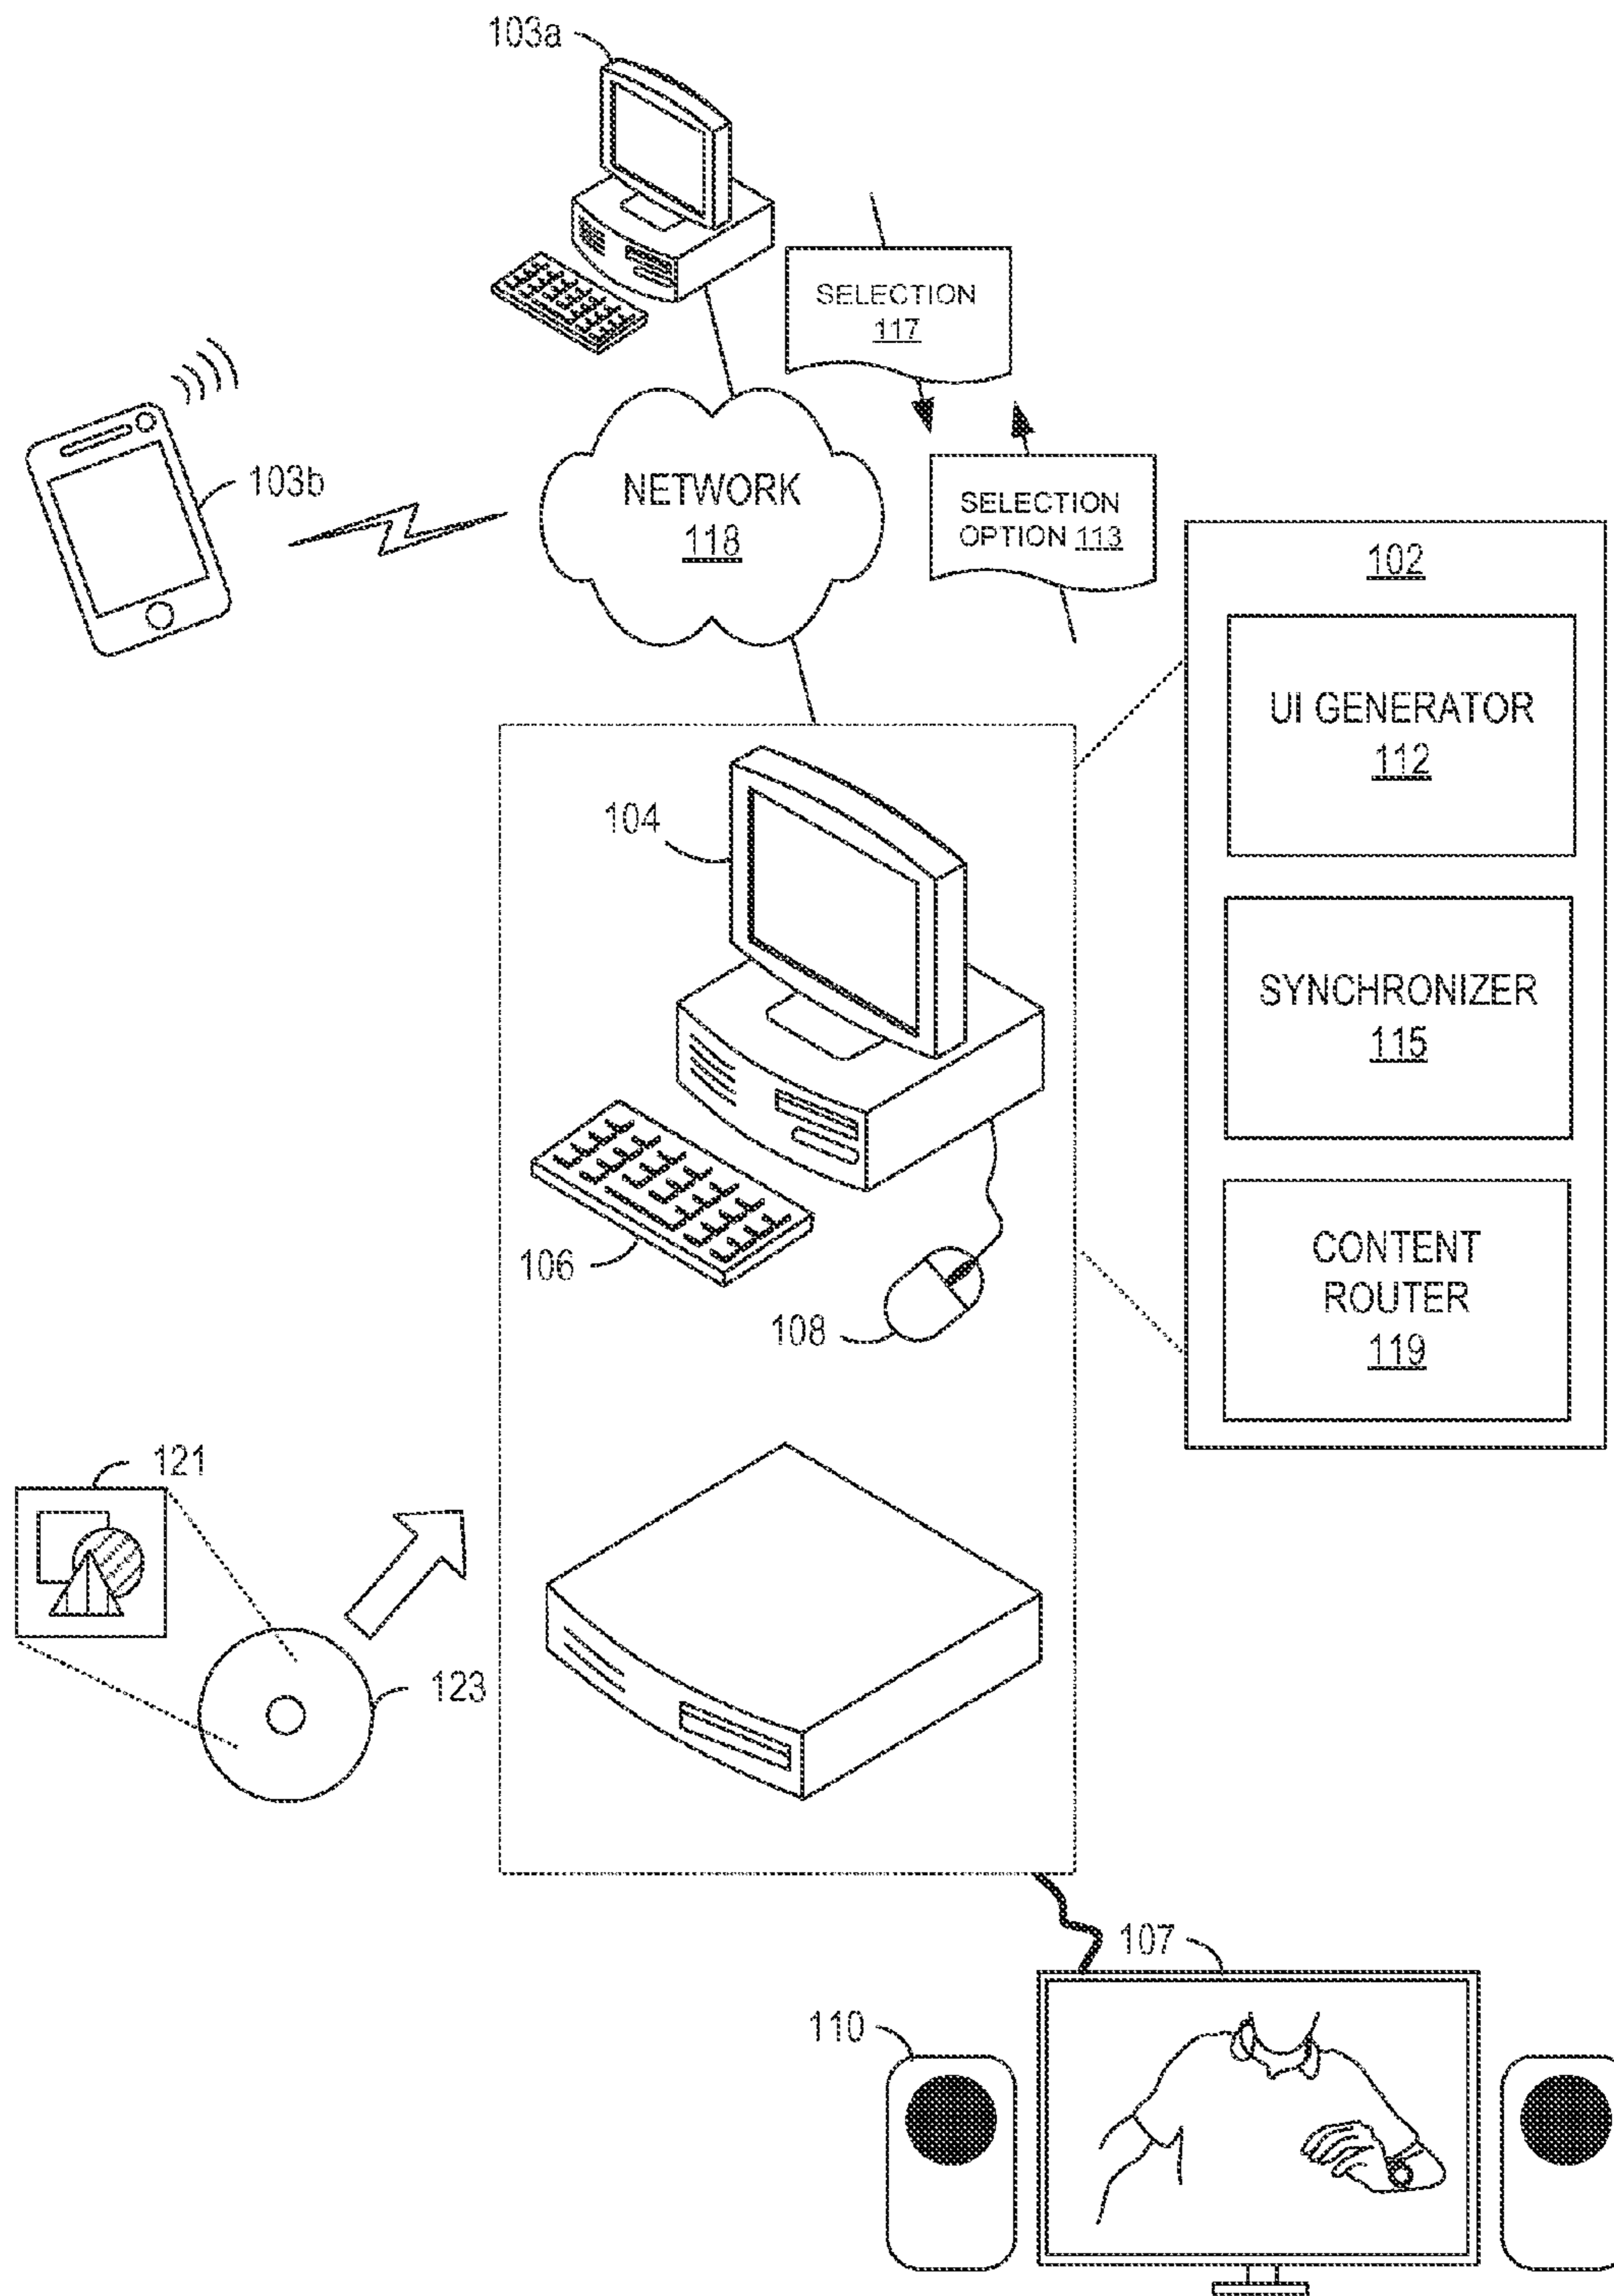 103a
SELECTION
117
103b
NETWORK
118
SELECTION
OPTION 113
102
UI GENERATOR
112
104
SYNCHRONIZER
115
106
108
CONTENT
ROUTER
119
121
123
107
110